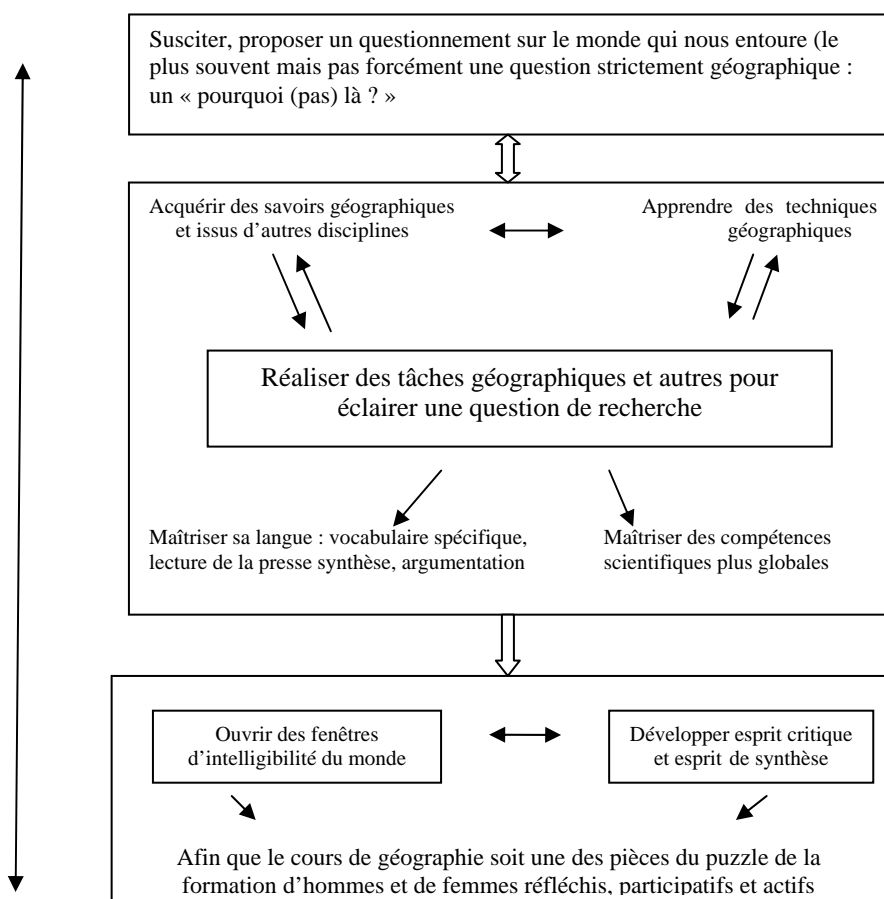 Susciter, proposer un questionnement sur le monde qui nous entoure (le
plus souvent mais pas forcément une question strictement géographique :
un « pourquoi (pas) là ? »
Acquérir des savoirs géographiques
et issus d'autres disciplines
Apprendre des techniques
géographiques
Réaliser des tâches géographiques et autres pour
éclairer une question de recherche
Maîtriser sa langue : vocabulaire spécifique,
lecture de la presse synthèse, argumentation
Maîtriser des compétences
scientifiques plus globales
Ouvrir des fenêtres
d'intelligibilité du monde
Développer esprit critique
et esprit de synthèse
Afin que le cours de géographie soit une des pièces du puzzle de la
formation d'hommes et de femmes réfléchis, participatifs et actifs